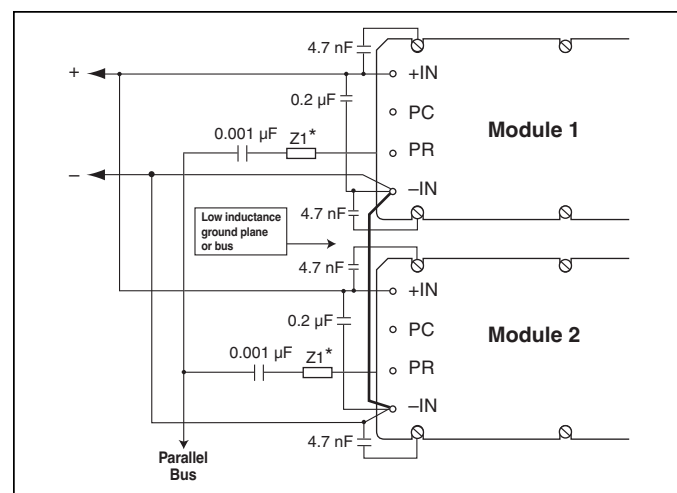 4.7 nF
+
+IN
0.2 µF
PC
Module 1
0.001 µF
Z1*
PR
–
–IN
4.7 nF
Low inductance
ground plane
or bus
4.7 nF
+IN
0.2 µF
PC
Module 2
0.001 µF
Z1*
PR
–IN
4.7 nF
Parallel
Bus